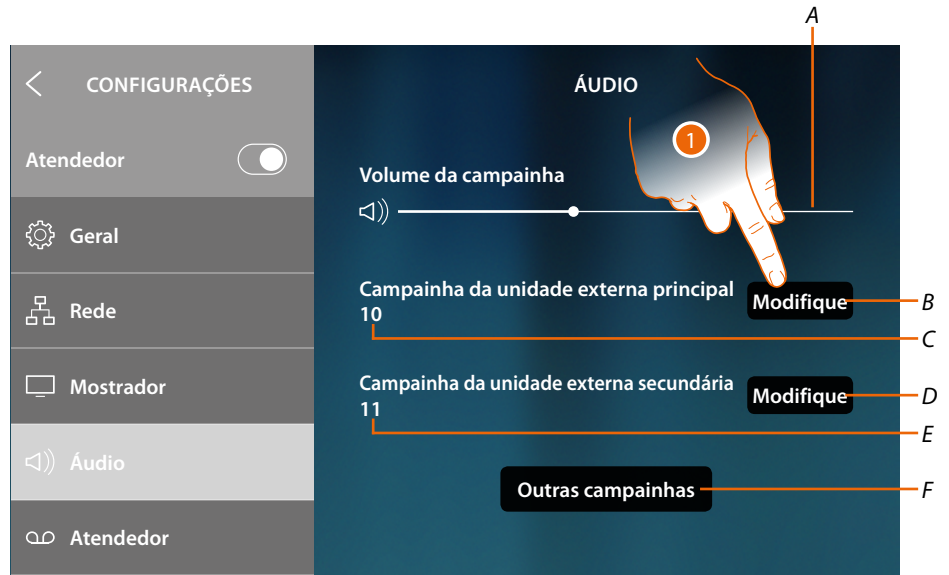 A
CONFIGURAÇÕES
Atendedor
Geral
Rede
Mostrador
Áudio
Atendedor
ÁUDIO
1
Volume da campainha
Campainha da unidade externa principal
10
Modifique
B
C
Campainha da unidade externa secundária
11
Modifique
D
E
Outras campainhas
F